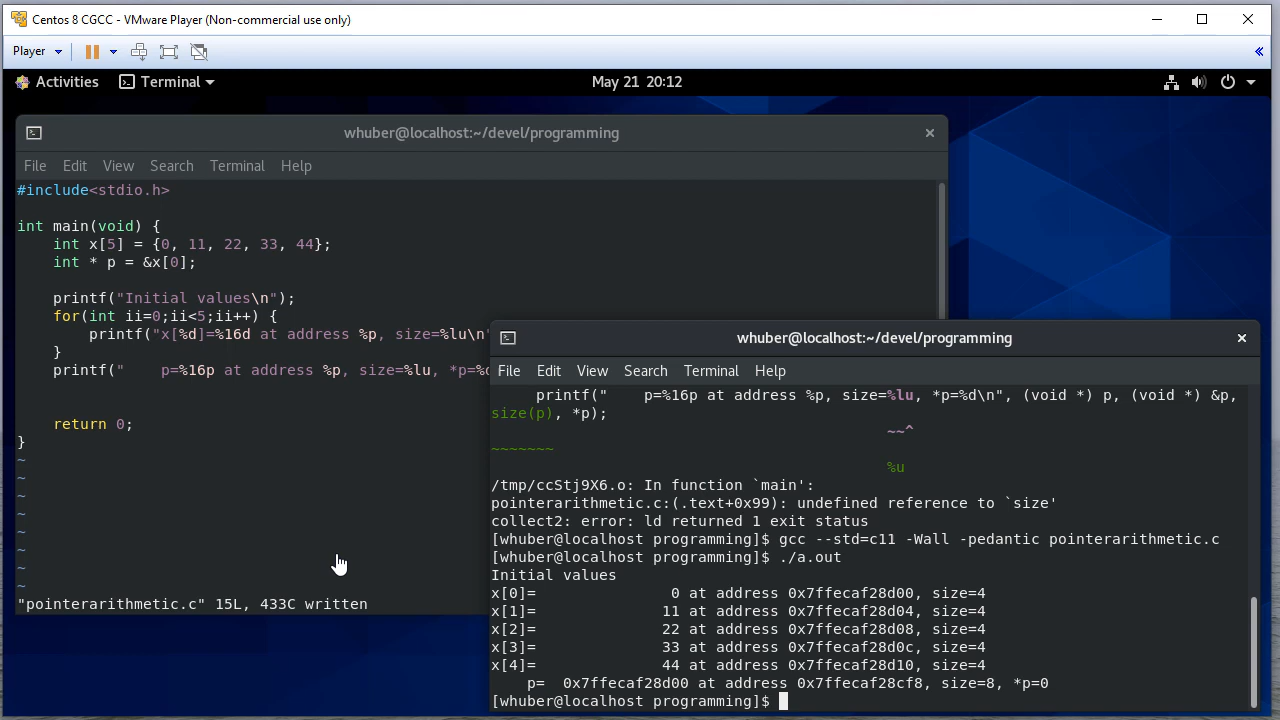 Centos 8 CGCC - VMware Player (Non-commercial use only)
Player
Activities Terminal May 21 20:12
whuber@localhost:~/devel/programming
File Edit View Search Terminal Help
#include<stdio.h>
int main(void) {
    int x[5] = {0, 11, 22, 33, 44};
    int * p = &x[0];
    printf("Initial values\n");
    for(int ii=0;ii<5;ii++) {
        printf("x[%d]=%16d at address %p, size=%lu\n"
    }
    printf("    p=%16p at address %p, size=%lu, *p=%d
    return 0;
}
~
~
~
~
~
~
~
~
"pointerarithmetic.c" 15L, 433C written
whuber@localhost:~/devel/programming
File Edit View Search Terminal Help
     printf("    p=%16p at address %p, size=%lu, *p=%d\n", (void *) p, (void *) &p,
size(p), *p);
~~^
~~~~~~~
%u
/tmp/ccStj9X6.o: In function `main':
pointerarithmetic.c:(.text+0x99): undefined reference to `size'
collect2: error: ld returned 1 exit status
[whuber@localhost programming]$ gcc --std=c11 -Wall -pedantic pointerarithmetic.c
[whuber@localhost programming]$ ./a.out
Initial values
x[0]=               0 at address 0x7ffecaf28d00, size=4
x[1]=              11 at address 0x7ffecaf28d04, size=4
x[2]=              22 at address 0x7ffecaf28d08, size=4
x[3]=              33 at address 0x7ffecaf28d0c, size=4
x[4]=              44 at address 0x7ffecaf28d10, size=4
    p=  0x7ffecaf28d00 at address 0x7ffecaf28cf8, size=8, *p=0
[whuber@localhost programming]$